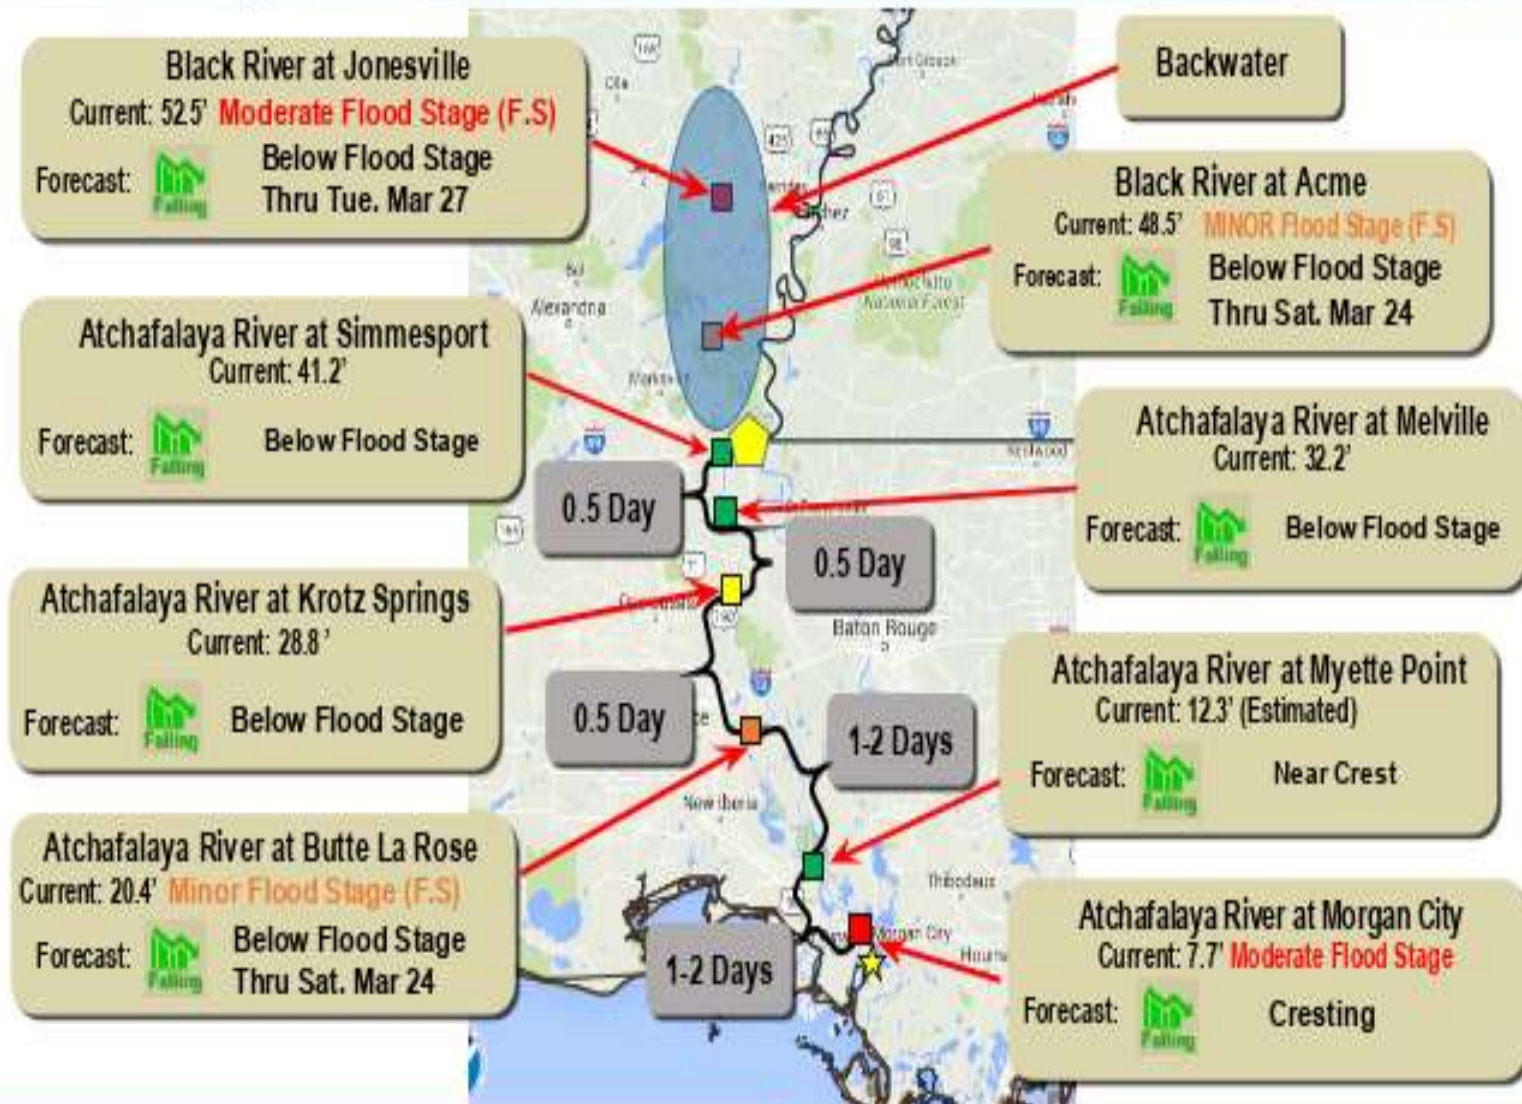 Black River at Jonesville
Current: 52.5' Moderate Flood Stage (F.S)
Forecast:
Falling
Below Flood Stage
Thru Tue. Mar 27
Backwater
Black River at Acme
Current: 48.5' MINOR Flood Stage (F.S)
Forecast:
Falling
Below Flood Stage
Thru Sat. Mar 24
Atchafalaya River at Simmesport
Current: 41.2'
Forecast:
Falling
Below Flood Stage
Atchafalaya River at Melville
Current: 32.2'
Forecast:
Falling
Below Flood Stage
0.5 Day
0.5 Day
Atchafalaya River at Krotz Springs
Current: 28.8 '
Forecast:
Falling
Below Flood Stage
0.5 Day
1-2 Days
Atchafalaya River at Myette Point
Current: 12.3' (Estimated)
Forecast:
Falling
Near Crest
Atchafalaya River at Butte La Rose
Current: 20.4' Minor Flood Stage (F.S)
Forecast:
Falling
Below Flood Stage
Thru Sat. Mar 24
1-2 Days
Atchafalaya River at Morgan City
Current: 7.7' Moderate Flood Stage
Forecast:
Falling
Cresting
Olla
425
61
Alexandria
National Forest
Baton Rouge
New Iberia
Thibodaux
Morgan City